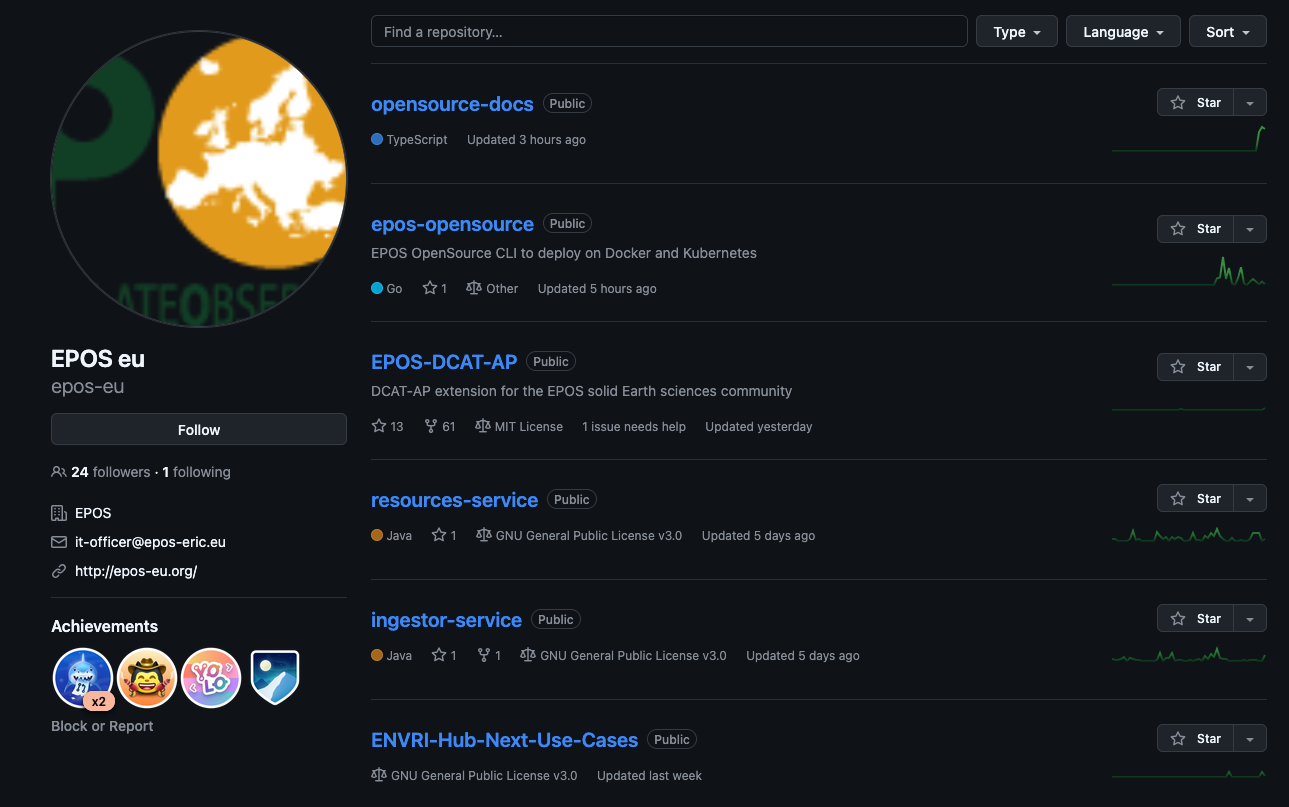 ATEOBSER
EPOS eu
epos-eu
Follow
24 followers · 1 following
EPOS
it-officer@epos-eric.eu
http://epos-eu.org/
Achievements
x2
YOLO
Block or Report
Find a repository...
Type
Language
Sort
opensource-docs Public
Star
TypeScript Updated 3 hours ago
epos-opensource Public
Star
EPOS OpenSource CLI to deploy on Docker and Kubernetes
Go 1 Other Updated 5 hours ago
EPOS-DCAT-AP Public
Star
DCAT-AP extension for the EPOS solid Earth sciences community
13 61 MIT License 1 issue needs help Updated yesterday
resources-service Public
Star
Java 1 GNU General Public License v3.0 Updated 5 days ago
ingestor-service Public
Star
Java 1 1 GNU General Public License v3.0 Updated 5 days ago
ENVRI-Hub-Next-Use-Cases Public
Star
GNU General Public License v3.0 Updated last week